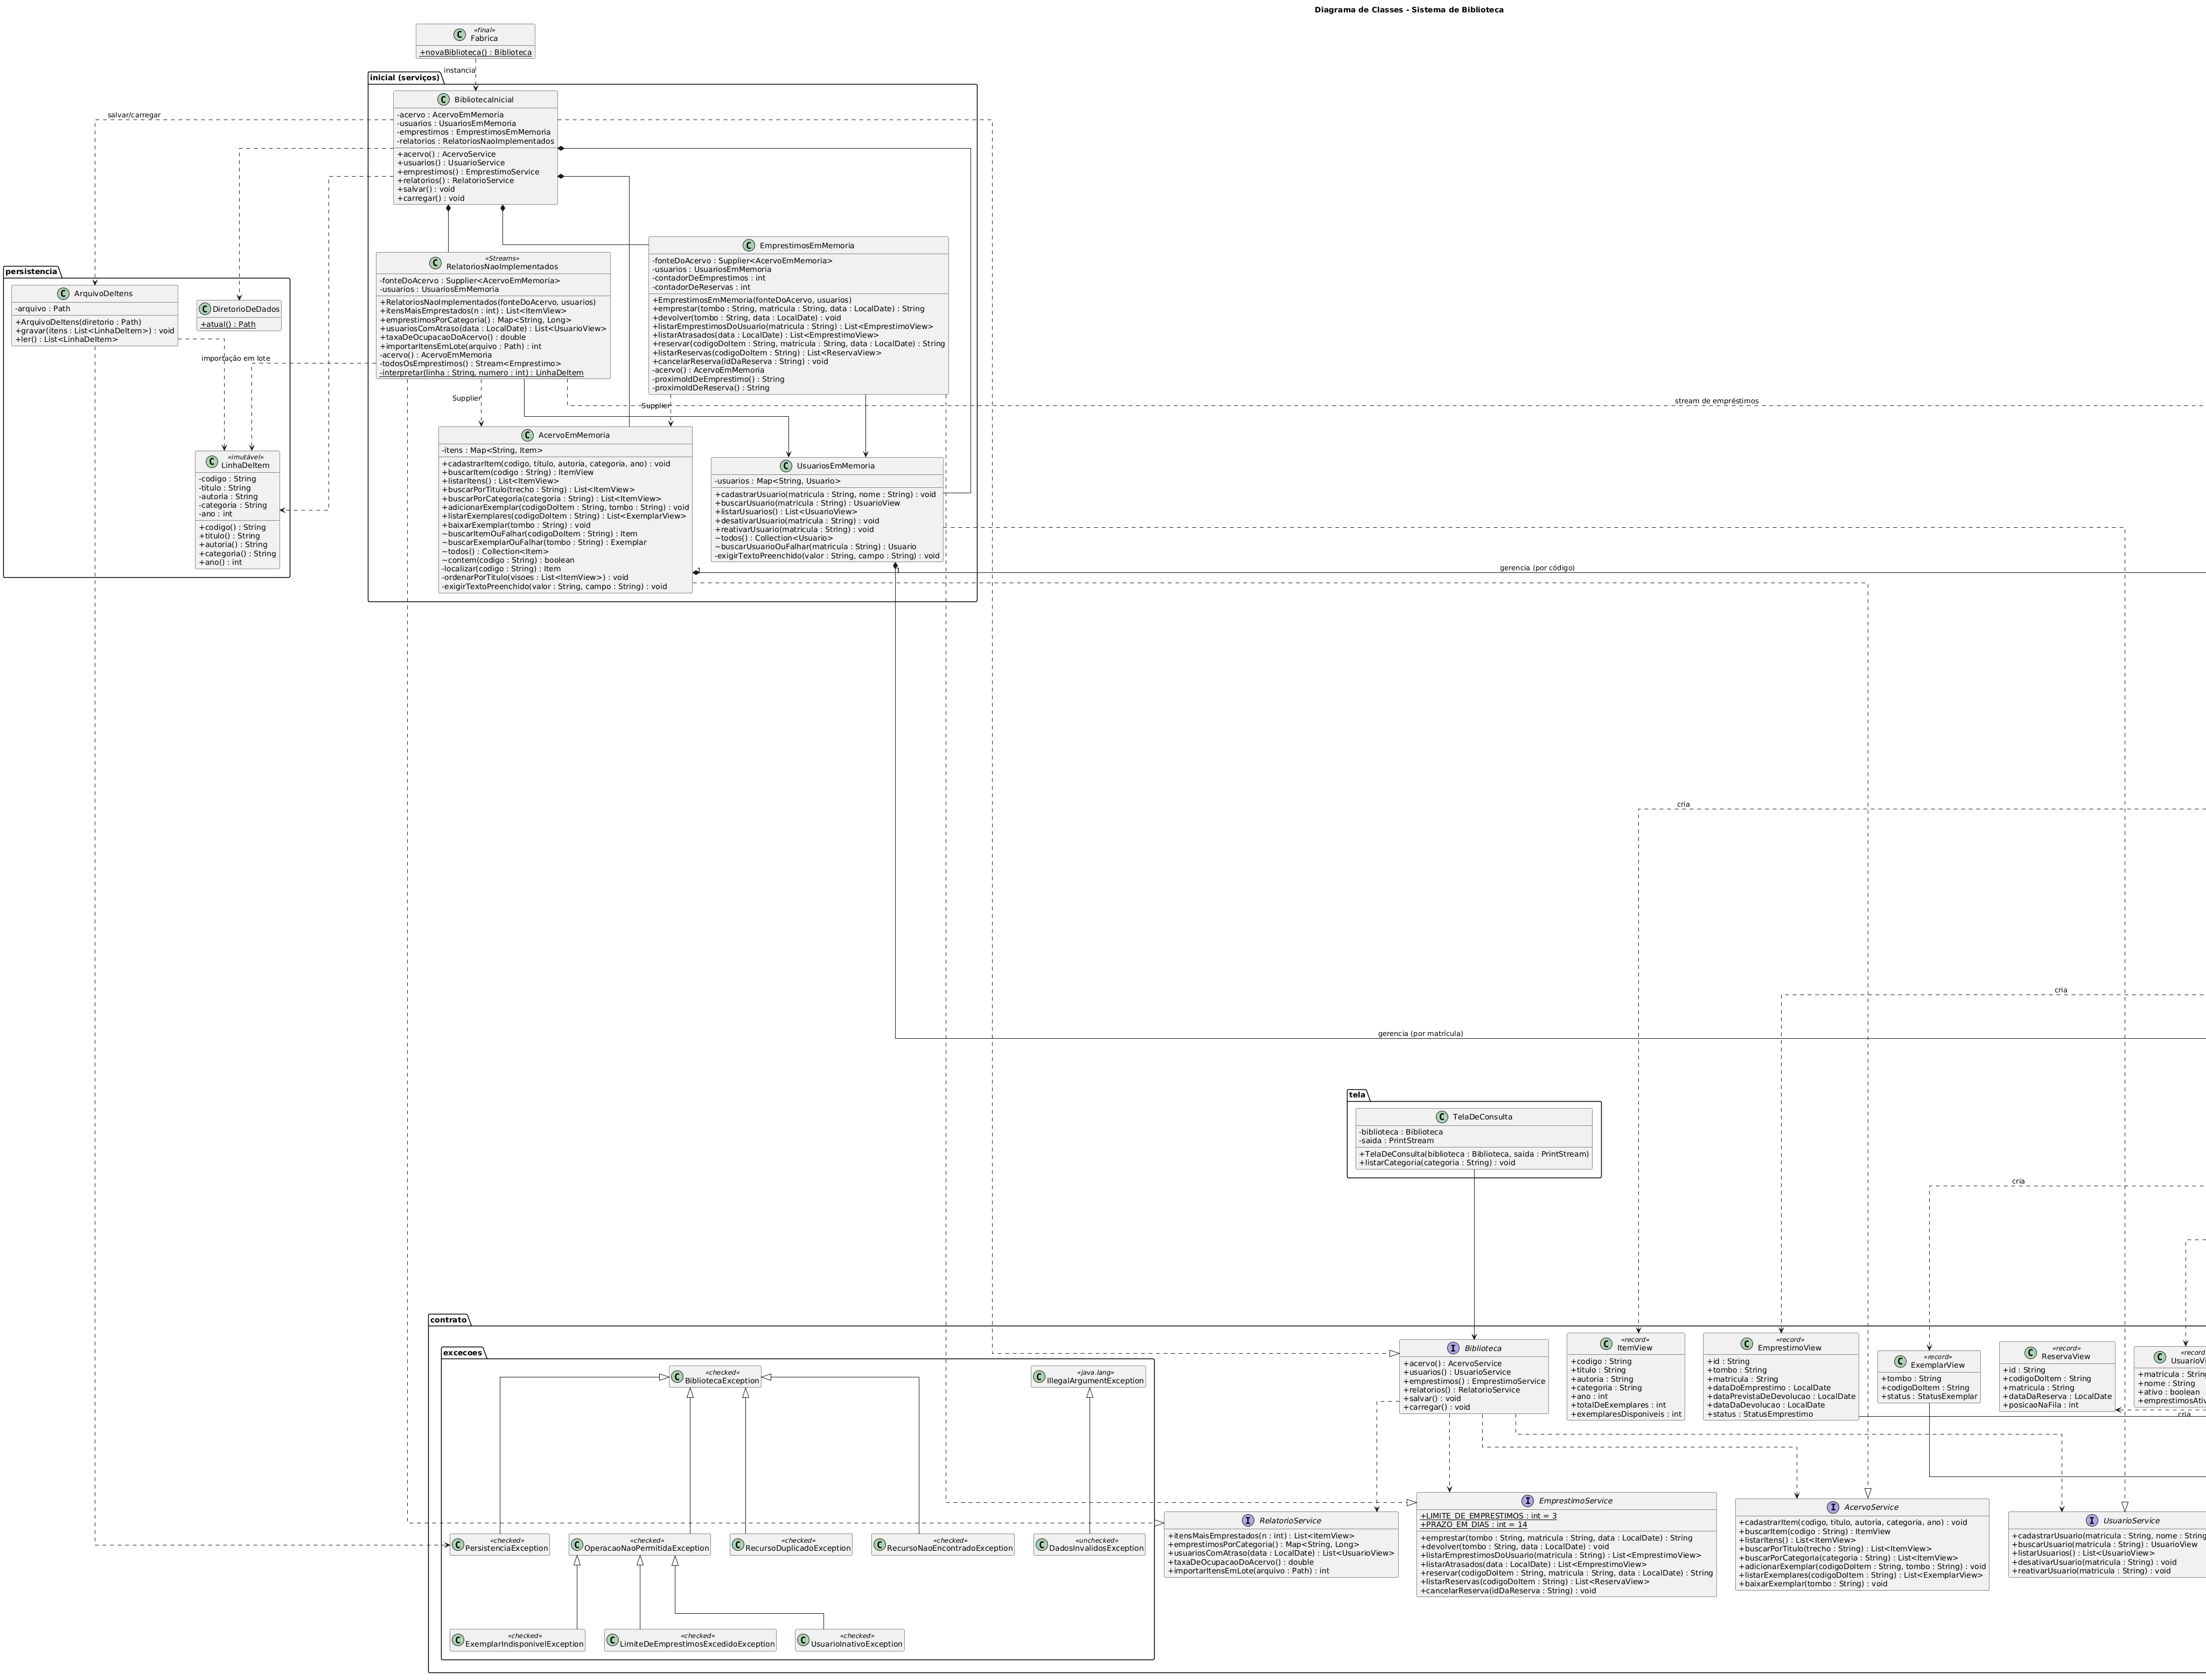 Diagrama de Classes - Sistema de Biblioteca
«final»
Fabrica
+novaBiblioteca() : Biblioteca
instancia
inicial (serviços)
BibliotecaInicial
-acervo : AcervoEmMemoria
-usuarios : UsuariosEmMemoria
-emprestimos : EmprestimosEmMemoria
-relatorios : RelatoriosNaoImplementados
+acervo() : AcervoService
+usuarios() : UsuarioService
+emprestimos() : EmprestimoService
+relatorios() : RelatorioService
+salvar() : void
+carregar() : void
salvar/carregar
persistencia
ArquivoDeItens
-arquivo : Path
+ArquivoDeItens(diretorio : Path)
+gravar(itens : List<LinhaDeItem>) : void
+ler() : List<LinhaDeItem>
DiretorioDeDados
+atual() : Path
importação em lote
«imutável»
LinhaDeItem
-codigo : String
-titulo : String
-autoria : String
-categoria : String
-ano : int
+codigo() : String
+titulo() : String
+autoria() : String
+categoria() : String
+ano() : int
«Streams»
RelatoriosNaoImplementados
-fonteDoAcervo : Supplier<AcervoEmMemoria>
-usuarios : UsuariosEmMemoria
+RelatoriosNaoImplementados(fonteDoAcervo, usuarios)
+itensMaisEmprestados(n : int) : List<ItemView>
+emprestimosPorCategoria() : Map<String, Long>
+usuariosComAtraso(data : LocalDate) : List<UsuarioView>
+taxaDeOcupacaoDoAcervo() : double
+importarItensEmLote(arquivo : Path) : int
-acervo() : AcervoEmMemoria
-todosOsEmprestimos() : Stream<Emprestimo>
-interpretar(linha : String, numero : int) : LinhaDeItem
EmprestimosEmMemoria
-fonteDoAcervo : Supplier<AcervoEmMemoria>
-usuarios : UsuariosEmMemoria
-contadorDeEmprestimos : int
-contadorDeReservas : int
+EmprestimosEmMemoria(fonteDoAcervo, usuarios)
+emprestar(tombo : String, matricula : String, data : LocalDate) : String
+devolver(tombo : String, data : LocalDate) : void
+listarEmprestimosDoUsuario(matricula : String) : List<EmprestimoView>
+listarAtrasados(data : LocalDate) : List<EmprestimoView>
+reservar(codigoDoItem : String, matricula : String, data : LocalDate) : String
+listarReservas(codigoDoItem : String) : List<ReservaView>
+cancelarReserva(idDaReserva : String) : void
-acervo() : AcervoEmMemoria
-proximoIdDeEmprestimo() : String
-proximoIdDeReserva() : String
Supplier
Supplier
stream de empréstimos
AcervoEmMemoria
-itens : Map<String, Item>
+cadastrarItem(codigo, titulo, autoria, categoria, ano) : void
+buscarItem(codigo : String) : ItemView
+listarItens() : List<ItemView>
+buscarPorTitulo(trecho : String) : List<ItemView>
+buscarPorCategoria(categoria : String) : List<ItemView>
+adicionarExemplar(codigoDoItem : String, tombo : String) : void
+listarExemplares(codigoDoItem : String) : List<ExemplarView>
+baixarExemplar(tombo : String) : void
~buscarItemOuFalhar(codigoDoItem : String) : Item
~buscarExemplarOuFalhar(tombo : String) : Exemplar
~todos() : Collection<Item>
~contem(codigo : String) : boolean
-localizar(codigo : String) : Item
-ordenarPorTitulo(visoes : List<ItemView>) : void
-exigirTextoPreenchido(valor : String, campo : String) : void
UsuariosEmMemoria
-usuarios : Map<String, Usuario>
+cadastrarUsuario(matricula : String, nome : String) : void
+buscarUsuario(matricula : String) : UsuarioView
+listarUsuarios() : List<UsuarioView>
+desativarUsuario(matricula : String) : void
+reativarUsuario(matricula : String) : void
~todos() : Collection<Usuario>
~buscarUsuarioOuFalhar(matricula : String) : Usuario
-exigirTextoPreenchido(valor : String, campo : String) : void
1
1
gerencia (por código)
cria
cria
gerencia (por matrícula)
tela
TelaDeConsulta
-biblioteca : Biblioteca
-saida : PrintStream
+TelaDeConsulta(biblioteca : Biblioteca, saida : PrintStream)
+listarCategoria(categoria : String) : void
cria
contrato
excecoes
«checked»
BibliotecaException
«java.lang»
IllegalArgumentException
«checked»
PersistenciaException
«checked»
OperacaoNaoPermitidaException
«checked»
RecursoDuplicadoException
«checked»
RecursoNaoEncontradoException
«unchecked»
DadosInvalidosException
«checked»
ExemplarIndisponivelException
«checked»
LimiteDeEmprestimosExcedidoException
«checked»
UsuarioInativoException
Biblioteca
+acervo() : AcervoService
+usuarios() : UsuarioService
+emprestimos() : EmprestimoService
+relatorios() : RelatorioService
+salvar() : void
+carregar() : void
«record»
ItemView
+codigo : String
+titulo : String
+autoria : String
+categoria : String
+ano : int
+totalDeExemplares : int
+exemplaresDisponiveis : int
«record»
EmprestimoView
+id : String
+tombo : String
+matricula : String
+dataDoEmprestimo : LocalDate
+dataPrevistaDeDevolucao : LocalDate
+dataDaDevolucao : LocalDate
+status : StatusEmprestimo
«record»
ExemplarView
+tombo : String
+codigoDoItem : String
+status : StatusExemplar
«record»
ReservaView
+id : String
+codigoDoItem : String
+matricula : String
+dataDaReserva : LocalDate
+posicaoNaFila : int
«record
UsuarioVi
+matricula : String
+nome : String
+ativo : boolean
+emprestimosAtiv
cria
RelatorioService
+itensMaisEmprestados(n : int) : List<ItemView>
+emprestimosPorCategoria() : Map<String, Long>
+usuariosComAtraso(data : LocalDate) : List<UsuarioView>
+taxaDeOcupacaoDoAcervo() : double
+importarItensEmLote(arquivo : Path) : int
EmprestimoService
+LIMITE_DE_EMPRESTIMOS : int = 3
+PRAZO_EM_DIAS : int = 14
+emprestar(tombo : String, matricula : String, data : LocalDate) : String
+devolver(tombo : String, data : LocalDate) : void
+listarEmprestimosDoUsuario(matricula : String) : List<EmprestimoView>
+listarAtrasados(data : LocalDate) : List<EmprestimoView>
+reservar(codigoDoItem : String, matricula : String, data : LocalDate) : String
+listarReservas(codigoDoItem : String) : List<ReservaView>
+cancelarReserva(idDaReserva : String) : void
AcervoService
+cadastrarItem(codigo, titulo, autoria, categoria, ano) : void
+buscarItem(codigo : String) : ItemView
+listarItens() : List<ItemView>
+buscarPorTitulo(trecho : String) : List<ItemView>
+buscarPorCategoria(categoria : String) : List<ItemView>
+adicionarExemplar(codigoDoItem : String, tombo : String) : void
+listarExemplares(codigoDoItem : String) : List<ExemplarView>
+baixarExemplar(tombo : String) : void
UsuarioService
+cadastrarUsuario(matricula : String, nome : String
+buscarUsuario(matricula : String) : UsuarioView
+listarUsuarios() : List<UsuarioView>
+desativarUsuario(matricula : String) : void
+reativarUsuario(matricula : String) : void